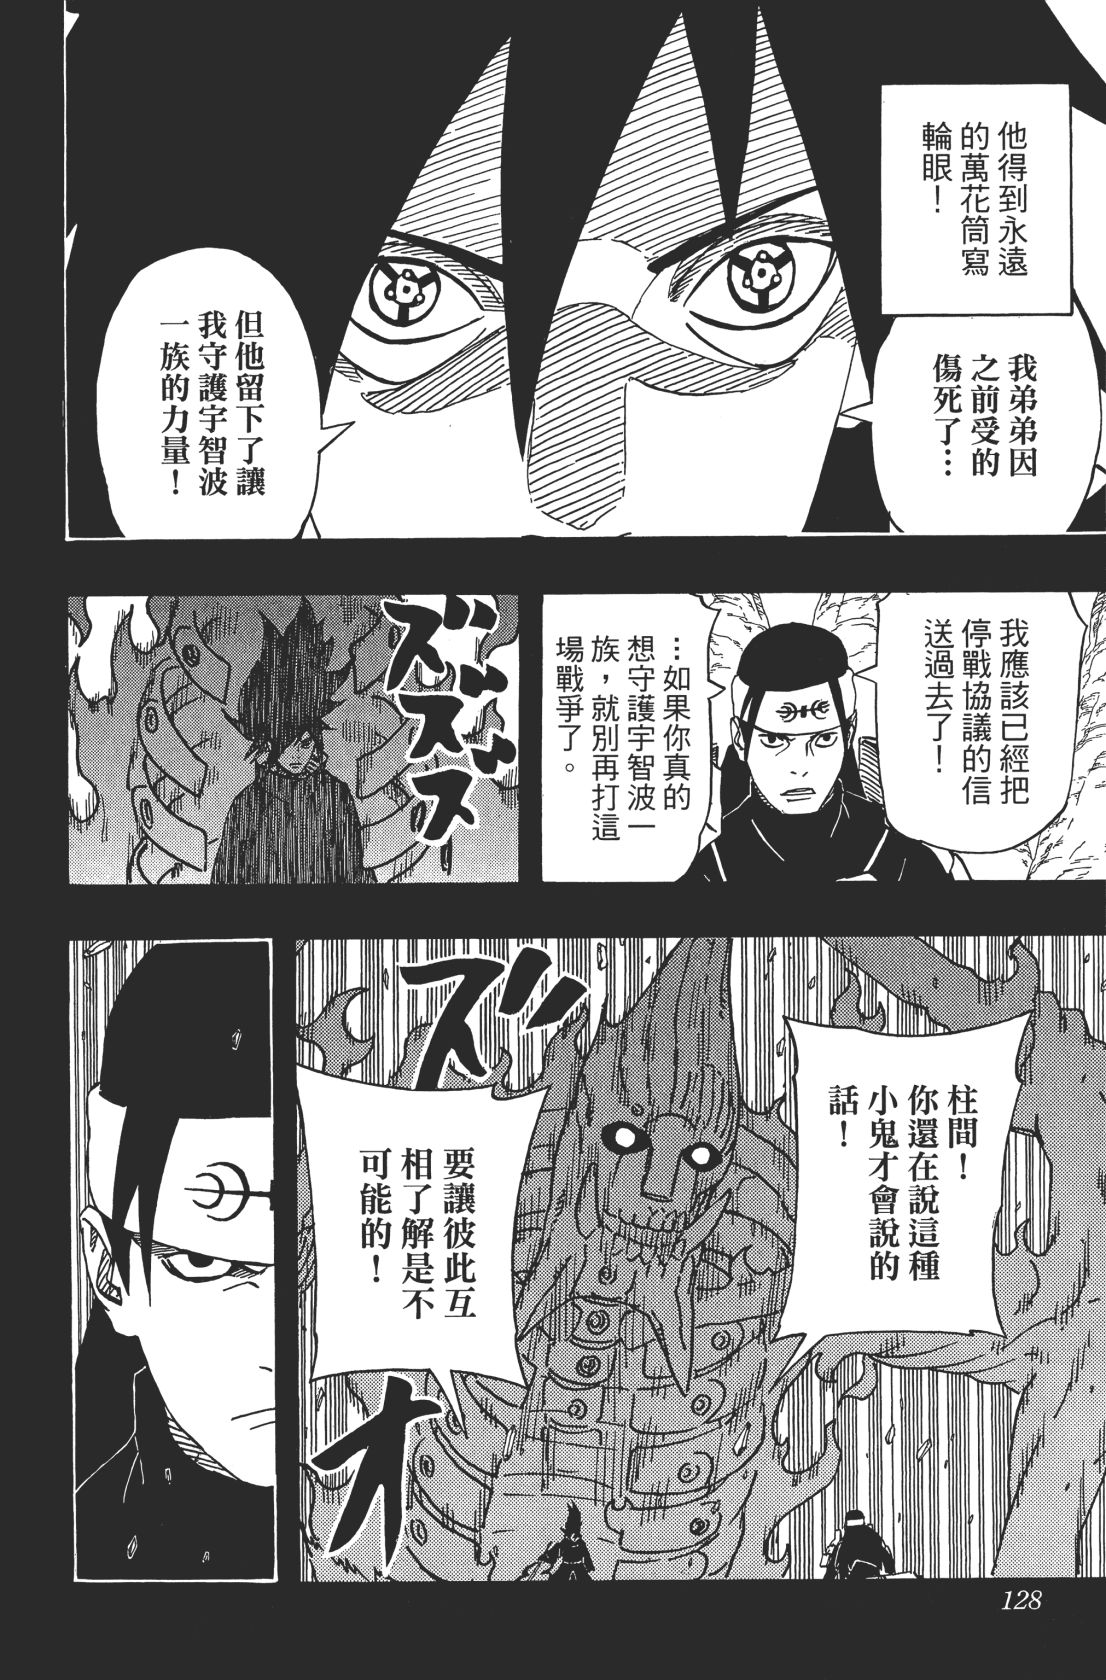 他得到永遠
的萬花筒寫
輪眼！
我弟弟因
之前受的
傷死了…
但他留下了讓
我守護宇智波
一族的力量！
我應該已經把
停戰協議的信
送過去了！
…如果你真的
想守護宇智波一
族，就別再打這
場戰爭了。
ズズズ
ズズズ
柱間！
你還在說這種
小鬼才會說的
話！
要讓彼此互
相了解是不
可能的！
ズ
オ
128